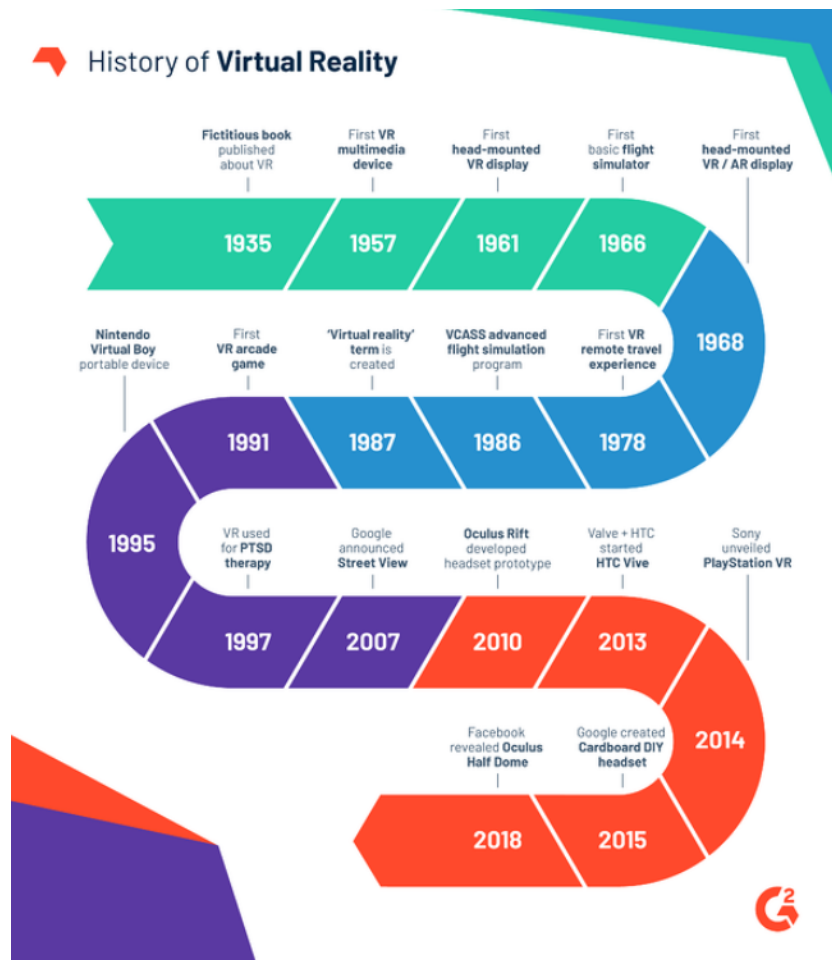 History of Virtual Reality
Fictitious book
published
about VR
First VR
multimedia
device
First
head-mounted
VR display
First
basic flight
simulator
First
head-mounted
VR / AR display
1935
1957
1961
1966
1968
Nintendo
Virtual Boy
portable device
First
VR arcade
game
‘Virtual reality’
term is
created
VCASS advanced
flight simulation
program
First VR
remote travel
experience
1991
1987
1986
1978
1995
VR used
for PTSD
therapy
Google
announced
Street View
Oculus Rift
developed
headset prototype
Valve + HTC
started
HTC Vive
Sony
unveiled
PlayStation VR
1997
2007
2010
2013
2014
Facebook
revealed Oculus
Half Dome
Google created
Cardboard DIY
headset
2018
2015
G2